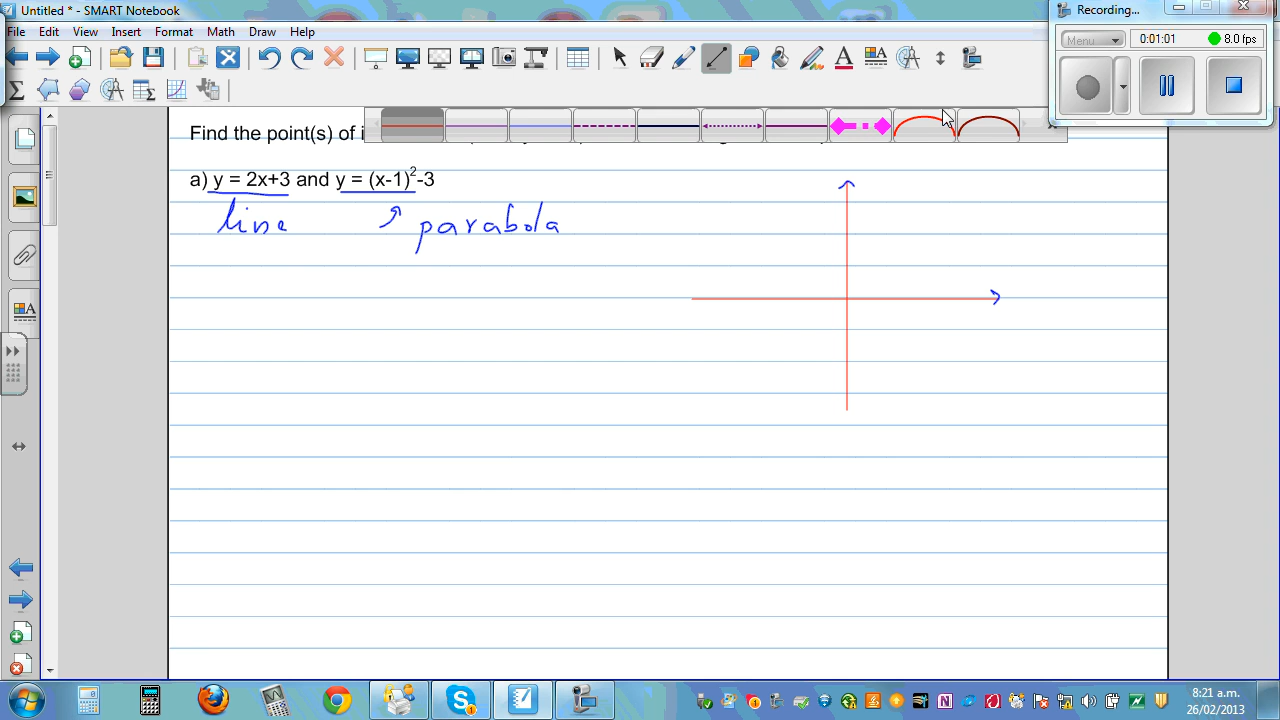 Untitled * - SMART Notebook
Recording...
File Edit View Insert Format Math Draw Help
Menu
0:01:01
8.0 fps
Find the point(s) of
a) y = 2x+3 and y = (x-1)²-3
line
parabola
8:21 a.m.
26/02/2013